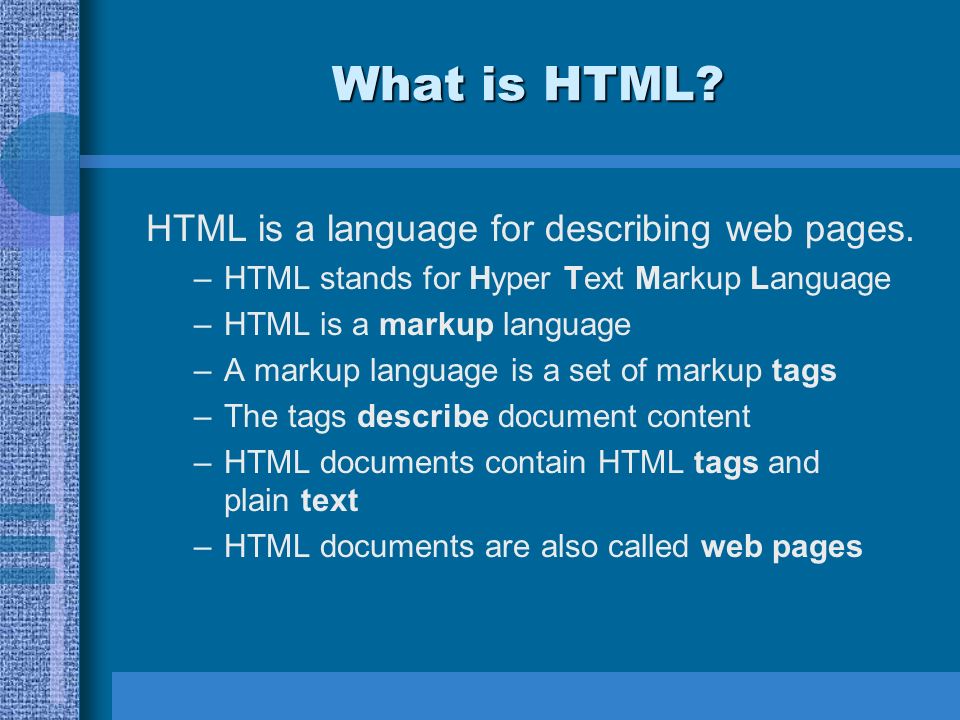 What is HTML?
HTML is a language for describing web pages.
– HTML stands for Hyper Text Markup Language
– HTML is a markup language
– A markup language is a set of markup tags
– The tags describe document content
– HTML documents contain HTML tags and
plain text
– HTML documents are also called web pages